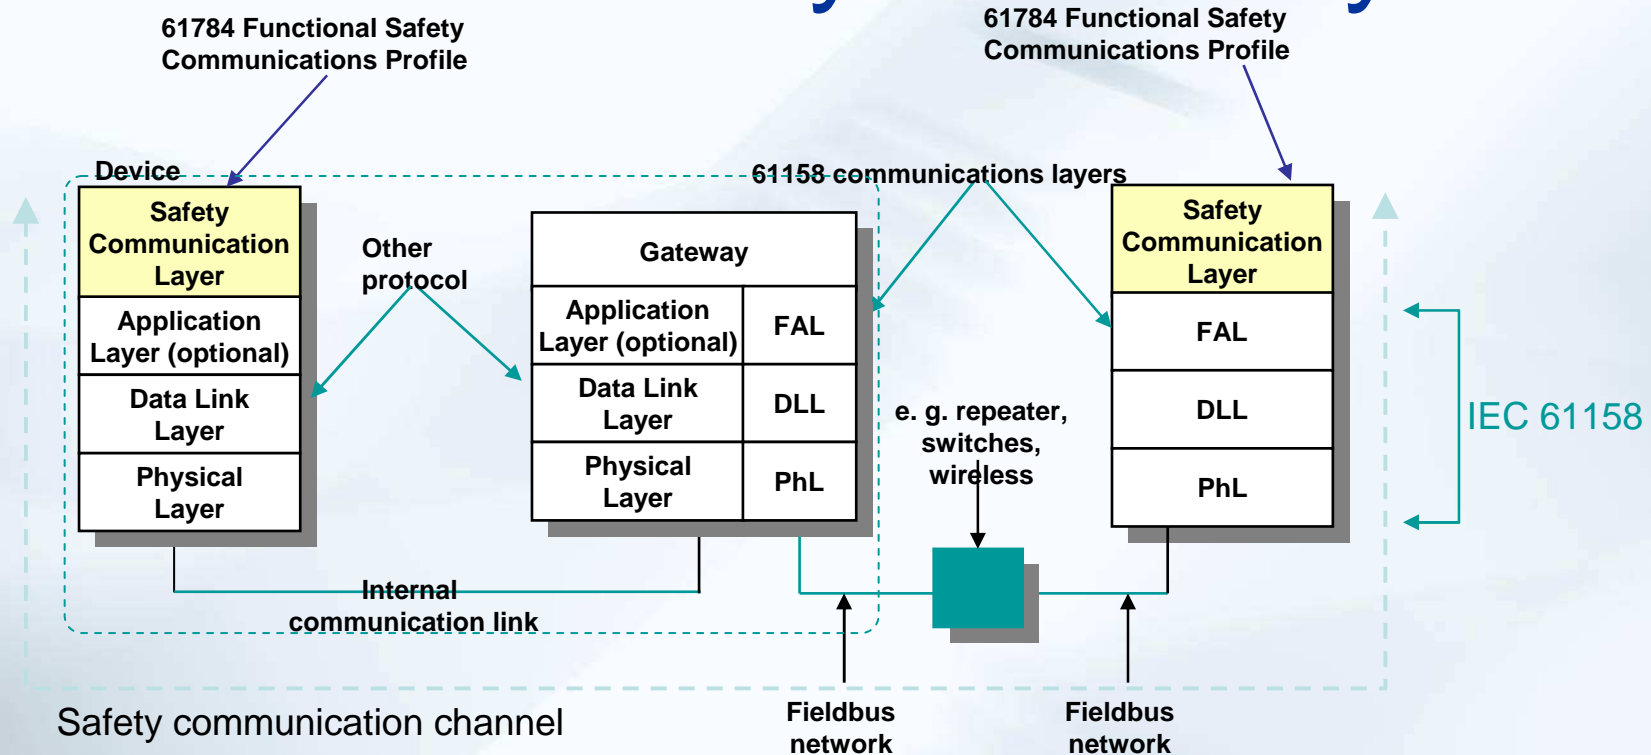 61784 Functional Safety
Communications Profile
61784 Functional Safety
Communications Profile
Device
61158 communications layers
Safety
Communication
Layer
Application
Layer (optional)
Data Link
Layer
Physical
Layer
Other
protocol
Gateway
Application
Layer (optional)
FAL
Data Link
Layer
DLL
Physical
Layer
PhL
e. g. repeater,
switches,
wireless
Safety
Communication
Layer
FAL
DLL
PhL
IEC 61158
Internal
communication link
Safety communication channel
Fieldbus
network
Fieldbus
network